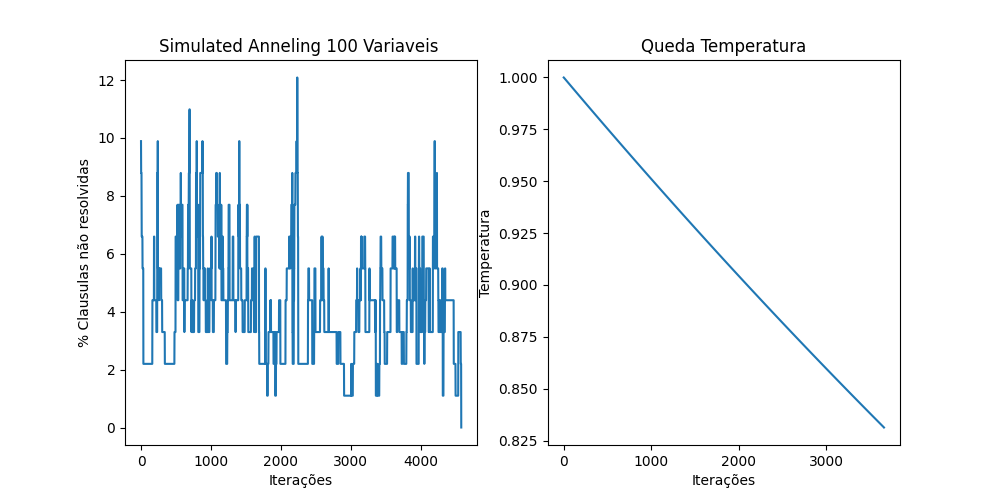 Simulated Anneling 100 Variaveis
% Clausulas não resolvidas
12
10
8
6
4
2
0
0 1000 2000 3000 4000
Iterações
Queda Temperatura
Temperatura
1.000
0.975
0.950
0.925
0.900
0.875
0.850
0.825
0 1000 2000 3000
Iterações